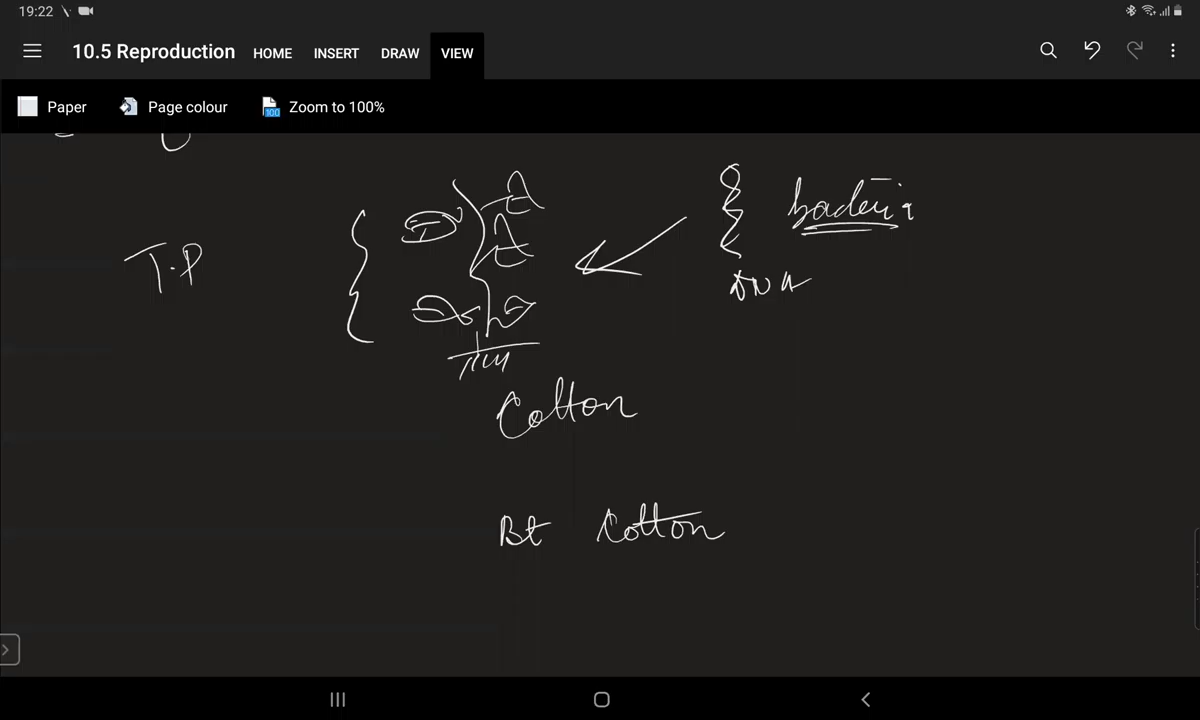 19:22
10.5 Reproduction HOME INSERT DRAW VIEW
Paper Page colour 100 Zoom to 100%
T.P
bacteria
DNA
Cotton
Bt Cotton